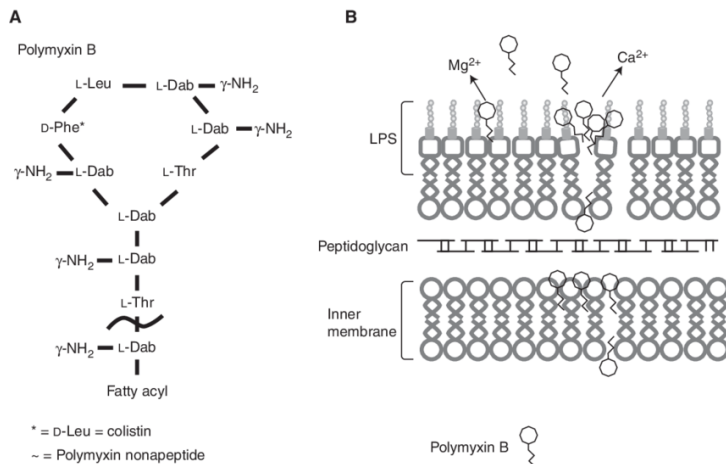 A
Polymyxin B
L-Leu L-Dab γ-NH₂
D-Phe* L-Dab γ-NH₂
γ-NH₂ L-Dab L-Thr
L-Dab
γ-NH₂ L-Dab
L-Thr
γ-NH₂ L-Dab
Fatty acyl
* = D-Leu = colistin
~ = Polymyxin nonapeptide
B
Mg²⁺ Ca²⁺
LPS
Peptidoglycan
Inner
membrane
Polymyxin B